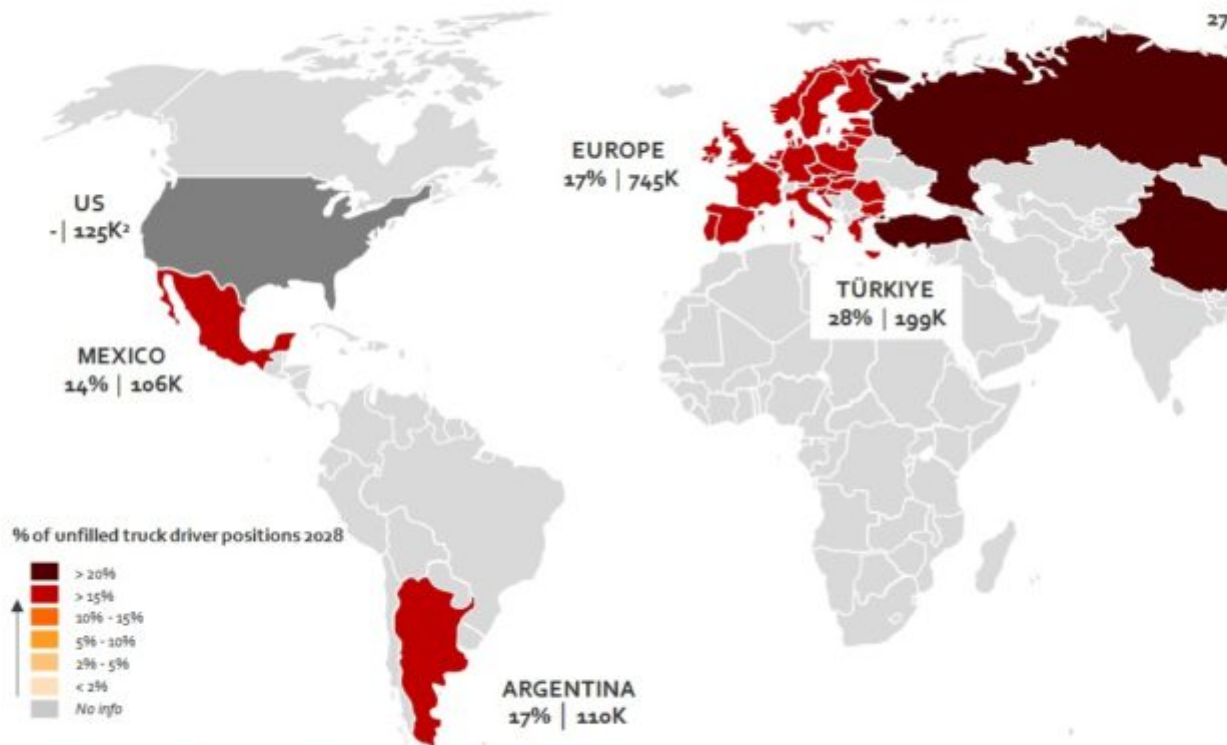 27
EUROPE
17% | 745K
US
-| 125K²
TÜRKIYE
28% | 199K
MEXICO
14% | 106K
% of unfilled truck driver positions 2028
> 20%
> 15%
10% - 15%
5% - 10%
2% - 5%
< 2%
No info
ARGENTINA
17% | 110K